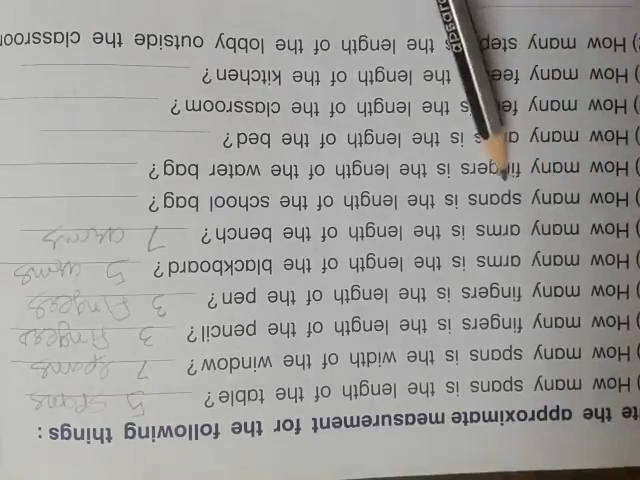 te the approximate measurement for the following things :
) How many spans is the length of the table? 5 spans
) How many spans is the width of the window? 7 spans
) How many fingers is the length of the pencil? 3 fingers
) How many fingers is the length of the pen? 3 fingers
) How many arms is the length of the blackboard? 5 arms
) How many arms is the length of the bench? 7 arms
) How many spans is the length of the school bag?
) How many fingers is the length of the water bag?
) How many is the length of the bed?
) How many is the length of the classroom?
) How many the length of the kitchen?
) How many the length of the lobby outside the classroom
apsara